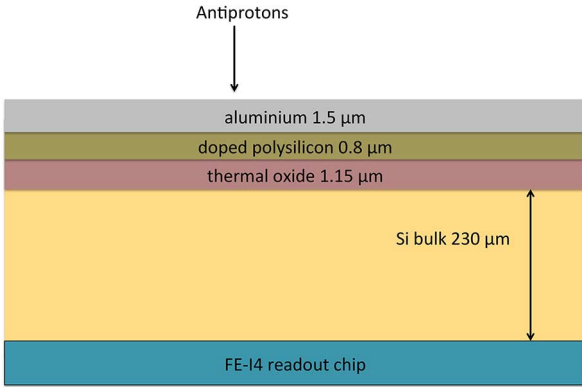 Antiprotons
aluminium 1.5 µm
doped polysilicon 0.8 µm
thermal oxide 1.15 µm
Si bulk 230 µm
FE-I4 readout chip